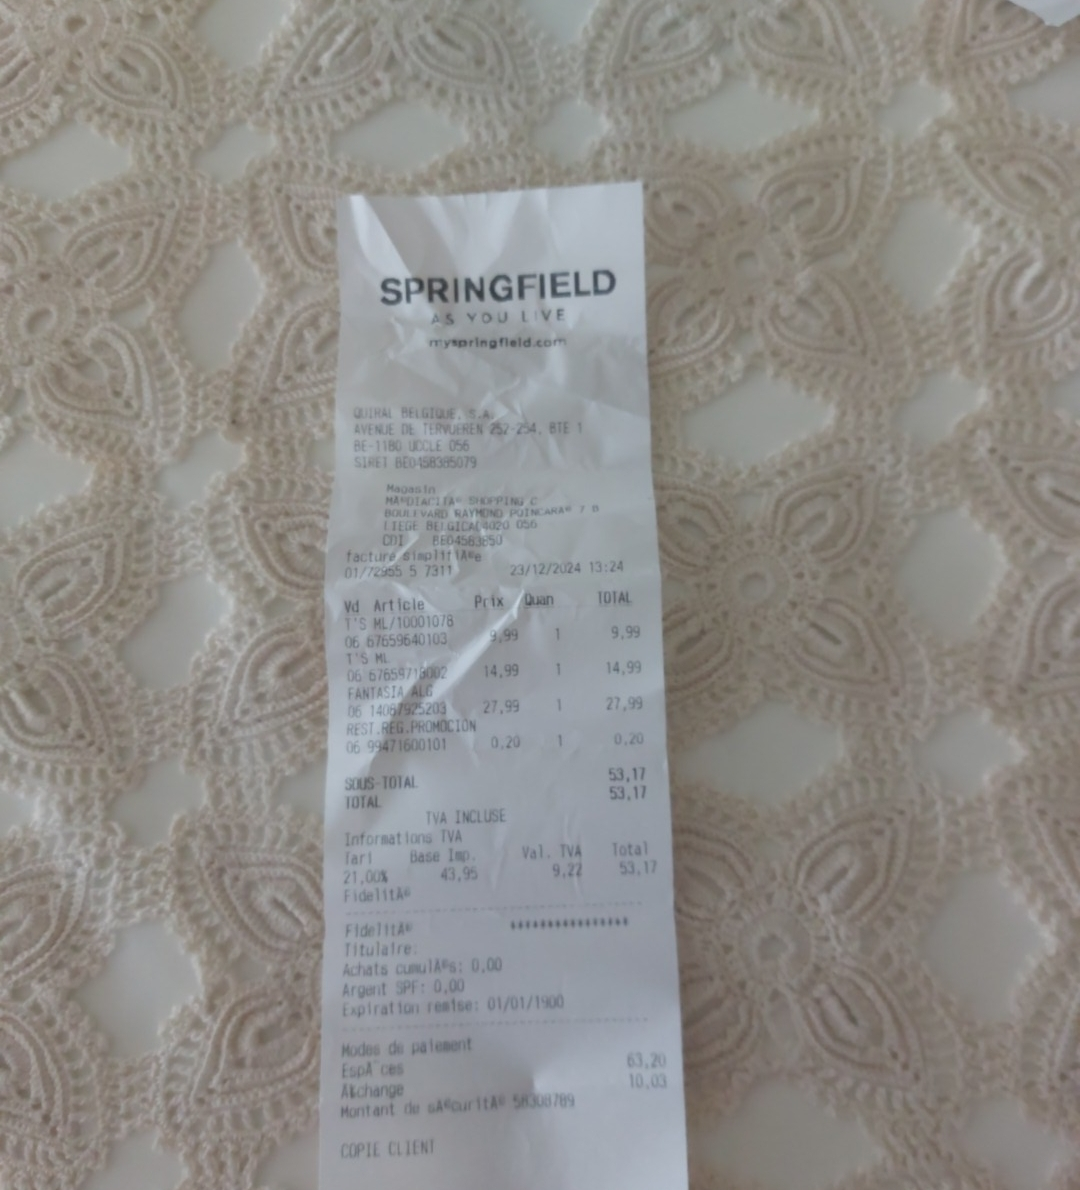 SPRINGFIELD
AS YOU LIVE
myspringfield.com
QUIRAL BELGIQUE, S.A.
AVENUE DE TERVUEREN 252-254, BTE 1
BE-1180 UCCLE 056
SIRET BE0458385079
Magasin
MÃ©DIACITÃ© SHOPPING C
BOULEVARD RAYMOND POINCARÃ© 7 B
LIEGE BELGICA 4020 056
CDI BE04583850
facture simplifiÃ©e
01/72955 5 7311 23/12/2024 13:24
Vd Article Prix Quan TOTAL
T'S ML/10001078
06 67659640103 9,99 1 9,99
T'S ML
06 67659718002 14,99 1 14,99
FANTASIA ALG
06 14087925203 27,99 1 27,99
REST.REG.PROMOCION
06 99471600101 0,20 1 0,20
SOUS-TOTAL 53,17
TOTAL 53,17
TVA INCLUSE
Informations TVA
Tari Base Imp. Val. TVA Total
21,00% 43,95 9,22 53,17
FidelitÃ©
FidelitÃ© ****************
Titulaire:
Achats cumulÃ©s: 0,00
Argent SPF: 0,00
Expiration remise: 01/01/1900
Modes de paiement
EspÃ¨ces 63,20
Ã‰change 10,03
Montant de sÃ©curitÃ© 58308789
COPIE CLIENT